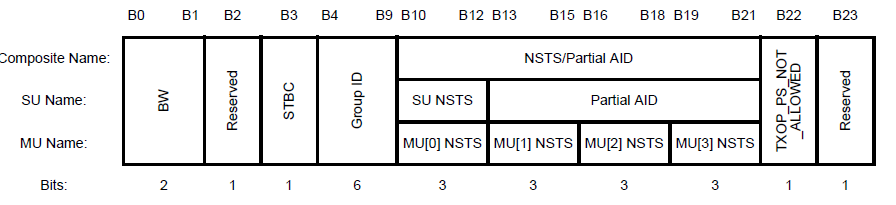 B0 B1 B2 B3 B4 B9 B10 B12 B13 B15 B16 B18 B19 B21 B22 B23
Composite Name:
BW
Reserved
STBC
Group ID
NSTS/Partial AID
TXOP_PS_NOT
_ALLOWED
Reserved
SU Name:
SU NSTS
Partial AID
MU Name:
MU[0] NSTS MU[1] NSTS MU[2] NSTS MU[3] NSTS
Bits: 2 1 1 6 3 3 3 3 1 1